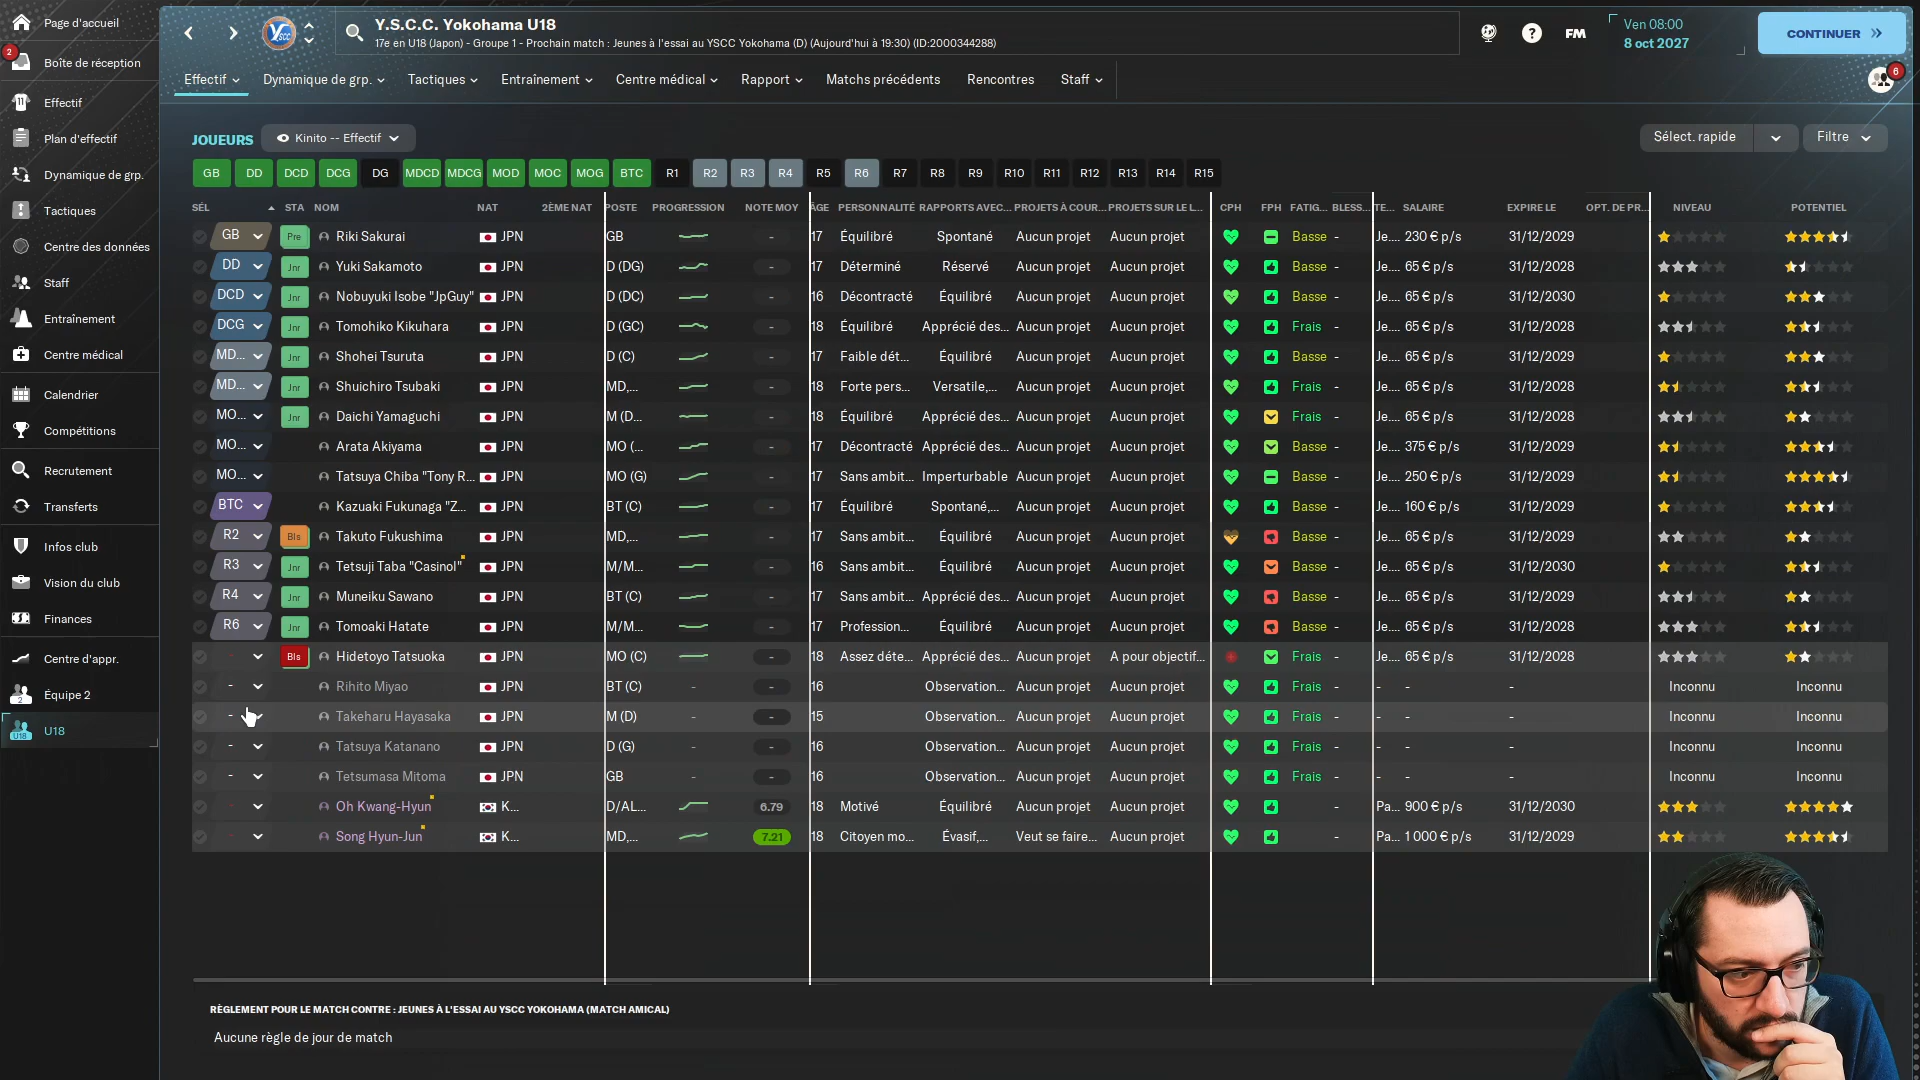 Page d'accueil
2
Boîte de réception
Effectif
Plan d'effectif
Dynamique de grp.
Tactiques
Centre des données
Staff
Entraînement
Centre médical
Calendrier
Compétitions
Recrutement
Transferts
Infos club
Vision du club
Finances
Centre d'appr.
Équipe 2
U18
Y.S.C.C. Yokohama U18
17e en U18 (Japon) - Groupe 1 - Prochain match : Jeunes à l'essai au YSCC Yokohama (D) (Aujourd'hui à 19:30) (ID:2000344288)
FM
Ven 08:00
8 oct 2027
CONTINUER
6
Effectif Dynamique de grp. Tactiques Entraînement Centre médical Rapport Matchs précédents Rencontres Staff
JOUEURS Kinito -- Effectif Sélect. rapide Filtre
GB DD DCD DCG DG MDCD MDCG MOD MOC MOG BTC R1 R2 R3 R4 R5 R6 R7 R8 R9 R10 R11 R12 R13 R14 R15
SÉL STA NOM NAT 2ÈME NAT POSTE PROGRESSION NOTE MOY ÂGE PERSONNALITÉ RAPPORTS AVEC... PROJETS À COUR... PROJETS SUR LE L... CPH FPH FATIG... BLESS... TE... SALAIRE EXPIRE LE OPT. DE PR... NIVEAU POTENTIEL
GB Pre Riki Sakurai JPN GB - 17 Équilibré Spontané Aucun projet Aucun projet Basse - Je.... 230 € p/s 31/12/2029
DD Jnr Yuki Sakamoto JPN D (DG) - 17 Déterminé Réservé Aucun projet Aucun projet Basse - Je.... 65 € p/s 31/12/2028
DCD Jnr Nobuyuki Isobe "JpGuy" JPN D (DC) - 16 Décontracté Équilibré Aucun projet Aucun projet Basse - Je.... 65 € p/s 31/12/2030
DCG Jnr Tomohiko Kikuhara JPN D (GC) - 18 Équilibré Apprécié des... Aucun projet Aucun projet Frais - Je.... 65 € p/s 31/12/2028
MD... Jnr Shohei Tsuruta JPN D (C) - 17 Faible dét... Équilibré Aucun projet Aucun projet Basse - Je.... 65 € p/s 31/12/2029
MD... Jnr Shuichiro Tsubaki JPN MD,... - 18 Forte pers... Versatile,... Aucun projet Aucun projet Frais - Je.... 65 € p/s 31/12/2028
MO... Jnr Daichi Yamaguchi JPN M (D... - 18 Équilibré Apprécié des... Aucun projet Aucun projet Frais - Je.... 65 € p/s 31/12/2028
MO... Arata Akiyama JPN MO (... - 17 Décontracté Apprécié des... Aucun projet Aucun projet Basse - Je.... 375 € p/s 31/12/2029
MO... Tatsuya Chiba "Tony R... JPN MO (G) - 17 Sans ambit... Imperturbable Aucun projet Aucun projet Basse - Je.... 250 € p/s 31/12/2029
BTC Kazuaki Fukunaga "Z... JPN BT (C) - 17 Équilibré Spontané,... Aucun projet Aucun projet Basse - Je.... 160 € p/s 31/12/2029
R2 Bls Takuto Fukushima JPN MD,... - 17 Sans ambit... Équilibré Aucun projet Aucun projet Basse - Je.... 65 € p/s 31/12/2029
R3 Jnr Tetsuji Taba "Casinol" JPN M/M... - 16 Sans ambit... Équilibré Aucun projet Aucun projet Basse - Je.... 65 € p/s 31/12/2030
R4 Jnr Muneiku Sawano JPN BT (C) - 17 Sans ambit... Apprécié des... Aucun projet Aucun projet Basse - Je.... 65 € p/s 31/12/2029
R6 Jnr Tomoaki Hatate JPN M/M... - 17 Profession... Équilibré Aucun projet Aucun projet Basse - Je.... 65 € p/s 31/12/2028
- Bls Hidetoyo Tatsuoka JPN MO (C) - 18 Assez déte... Apprécié des... Aucun projet A pour objectif... Frais - Je.... 65 € p/s 31/12/2028
- Rihito Miyao JPN BT (C) - - 16 Observation... Aucun projet Aucun projet Frais - - - - Inconnu Inconnu
- Takeharu Hayasaka JPN M (D) - - 15 Observation... Aucun projet Aucun projet Frais - - - - Inconnu Inconnu
- Tatsuya Katanano JPN D (G) - - 16 Observation... Aucun projet Aucun projet Frais - - - - Inconnu Inconnu
- Tetsumasa Mitoma JPN GB - - 16 Observation... Aucun projet Aucun projet Frais - - - - Inconnu Inconnu
- Oh Kwang-Hyun K... D/AL... 6.79 18 Motivé Équilibré Aucun projet Aucun projet - Pa... 900 € p/s 31/12/2030
- Song Hyun-Jun K... MD,... 7.21 18 Citoyen mo... Évasif,... Veut se faire... Aucun projet - Pa... 1 000 € p/s 31/12/2029
RÈGLEMENT POUR LE MATCH CONTRE : JEUNES À L'ESSAI AU YSCC YOKOHAMA (MATCH AMICAL)
Aucune règle de jour de match